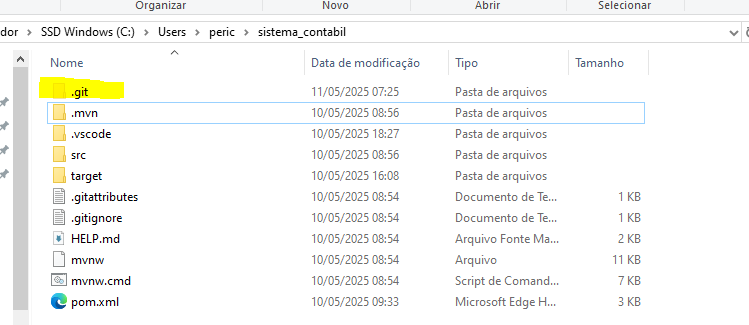 Organizar Novo Abrir Selecionar
dor > SSD Windows (C:) > Users > peric > sistema_contabil
Nome Data de modificação Tipo Tamanho
.git 11/05/2025 07:25 Pasta de arquivos
.mvn 10/05/2025 08:56 Pasta de arquivos
.vscode 10/05/2025 18:27 Pasta de arquivos
src 10/05/2025 08:56 Pasta de arquivos
target 10/05/2025 16:08 Pasta de arquivos
.gitattributes 10/05/2025 08:54 Documento de Te... 1 KB
.gitignore 10/05/2025 08:54 Documento de Te... 1 KB
HELP.md 10/05/2025 08:54 Arquivo Fonte Ma... 2 KB
mvnw 10/05/2025 08:54 Arquivo 11 KB
mvnw.cmd 10/05/2025 08:54 Script de Comand... 7 KB
pom.xml 10/05/2025 09:33 Microsoft Edge H... 3 KB